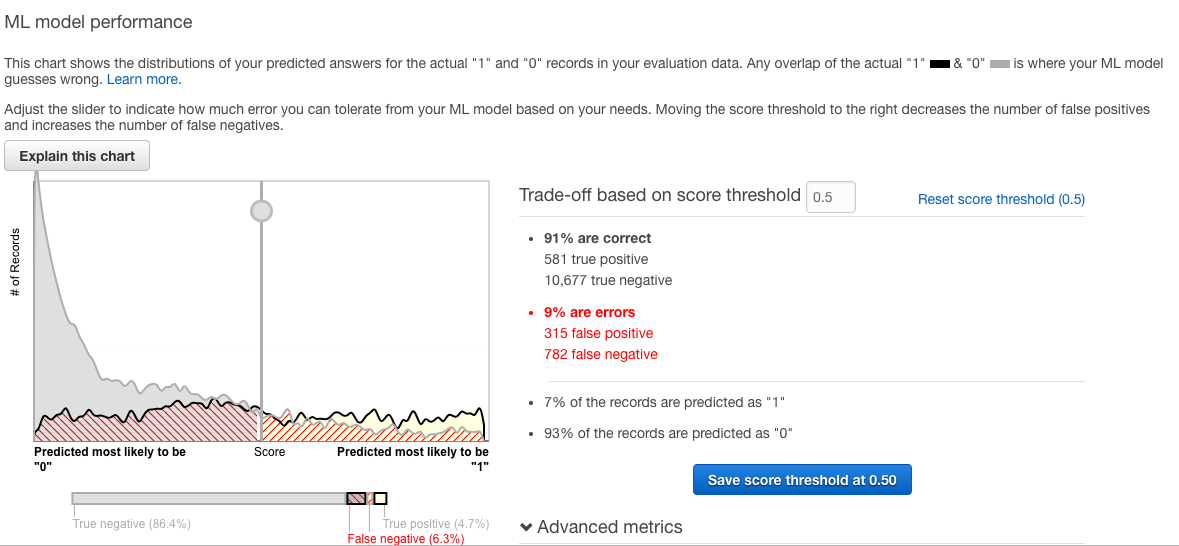 ML model performance
This chart shows the distributions of your predicted answers for the actual "1" and "0" records in your evaluation data. Any overlap of the actual "1" & "0" is where your ML model
guesses wrong. Learn more.
Adjust the slider to indicate how much error you can tolerate from your ML model based on your needs. Moving the score threshold to the right decreases the number of false positives
and increases the number of false negatives.
Explain this chart
# of Records
Predicted most likely to be
"0"
Score
Predicted most likely to be
"1"
True negative (86.4%)
True positive (4.7%)
False negative (6.3%)
Trade-off based on score threshold 0.5
Reset score threshold (0.5)
• 91% are correct
581 true positive
10,677 true negative
• 9% are errors
315 false positive
782 false negative
• 7% of the records are predicted as "1"
• 93% of the records are predicted as "0"
Save score threshold at 0.50
Advanced metrics